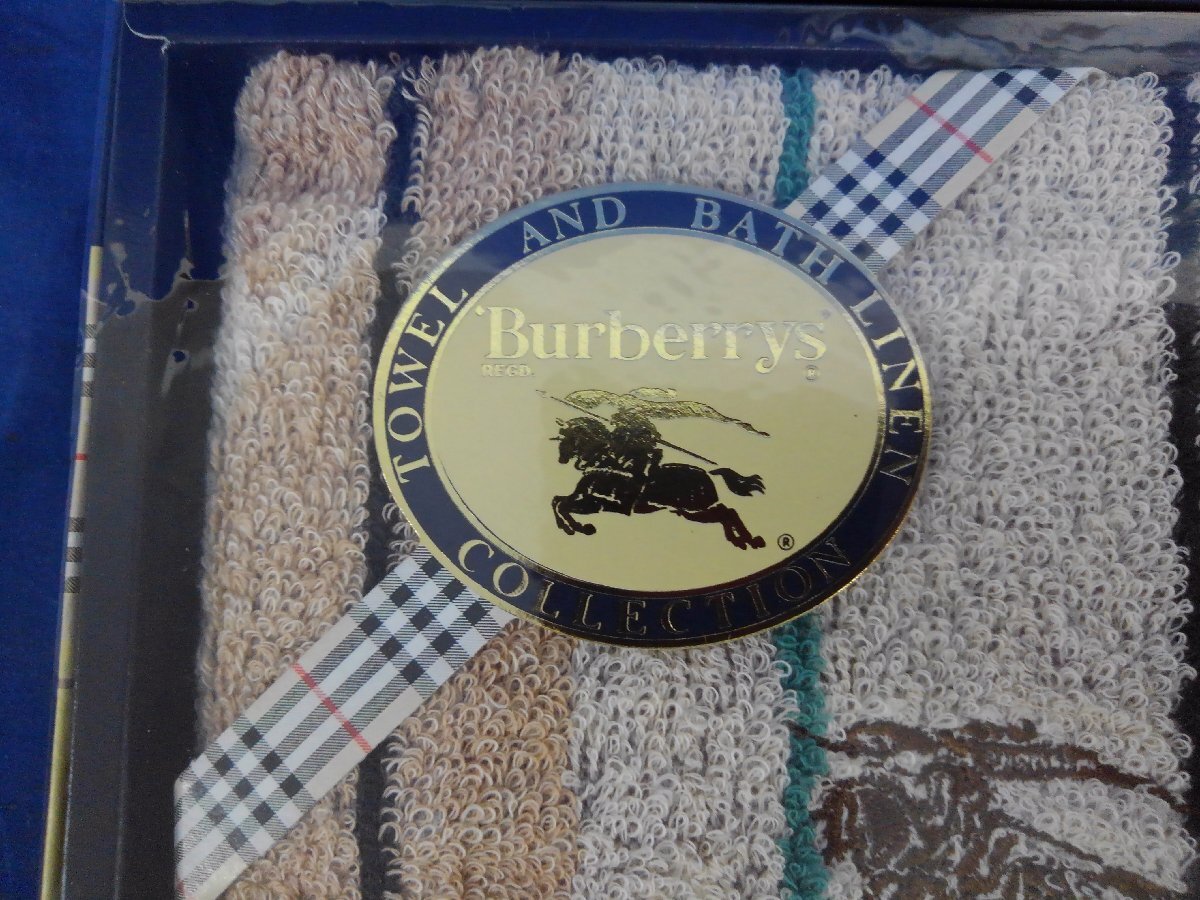 TOWEL AND BATH LINEN
Burberrys
REGD. ®
®
COLLECTION